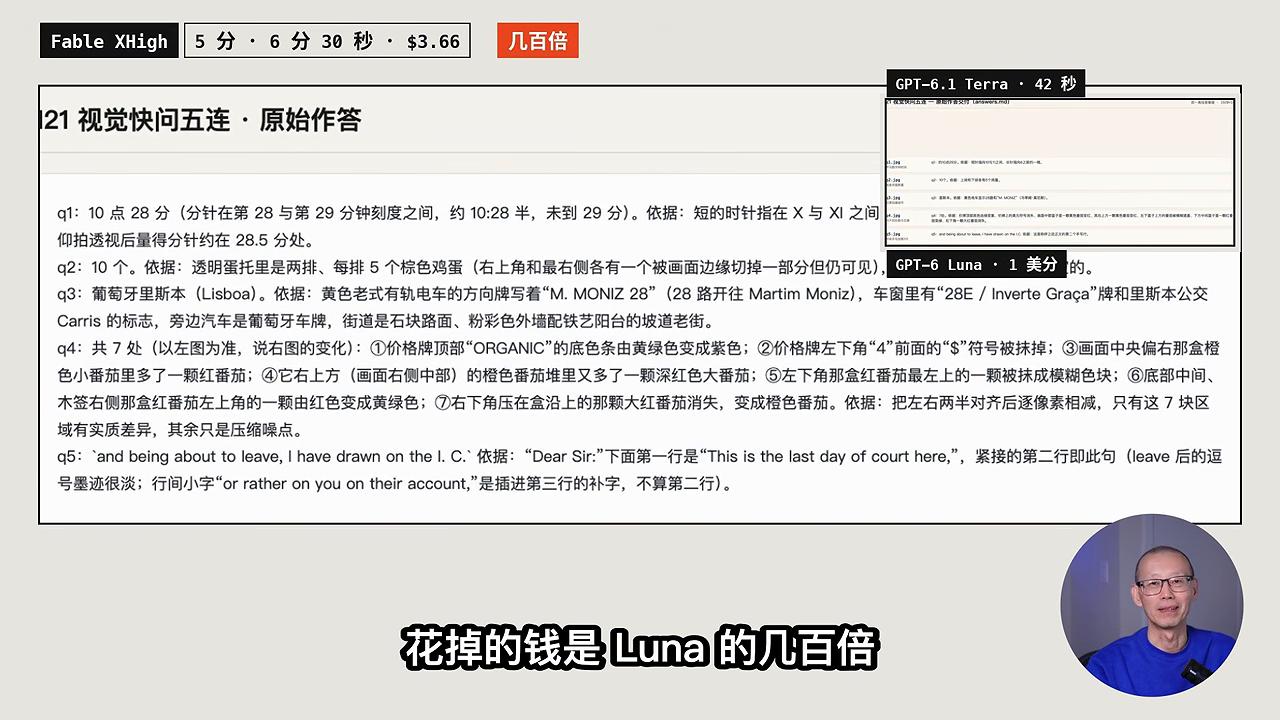 Fable XHigh
5 分 · 6 分 30 秒 · $3.66
几百倍
GPT-6.1 Terra · 42 秒
I21 视觉快问五连 · 原始作答
q1：10 点 28 分（分针在第 28 与第 29 分钟刻度之间，约 10:28 半，未到 29 分）。依据：短的时针指在 X 与 XI 之间
仰拍透视后量得分针约在 28.5 分处。
GPT-6 Luna · 1 美分
q2：10 个。依据：透明蛋托里是两排、每排 5 个棕色鸡蛋（右上角和最右侧各有一个被画面边缘切掉一部分但仍可见），
的。
q3：葡萄牙里斯本（Lisboa）。依据：黄色老式有轨电车的方向牌写着“M. MONIZ 28”（28 路开往 Martim Moniz），车窗里有“28E / Inverte Graça”牌和里斯本公交
Carris 的标志，旁边汽车是葡萄牙车牌，街道是石块路面、粉彩色外墙配铁艺阳台的坡道老街。
q4：共 7 处（以左图为准，说右图的变化）：①价格牌顶部“ORGANIC”的底色条由黄绿色变成紫色；②价格牌左下角“4”前面的“$”符号被抹掉；③画面中央偏右那盒橙
色小番茄里多了一颗红番茄；④它右上方（画面右侧中部）的橙色番茄堆里又多了一颗深红色大番茄；⑤左下角那盒红番茄最左上的一颗被抹成模糊色块；⑥底部中间、
木签右侧那盒红番茄左上角的一颗由红色变成黄绿色；⑦右下角压在盒沿上的那颗大红番茄消失，变成橙色番茄。依据：把左右两半对齐后逐像素相减，只有这 7 块区
域有实质差异，其余只是压缩噪点。
q5：`and being about to leave, I have drawn on the I. C.` 依据：“Dear Sir:”下面第一行是“This is the last day of court here,”，紧接的第二行即此句（leave 后的逗
号墨迹很淡；行间小字“or rather on you on their account,”是插进第三行的补字，不算第二行）。
花掉的钱是 Luna 的几百倍